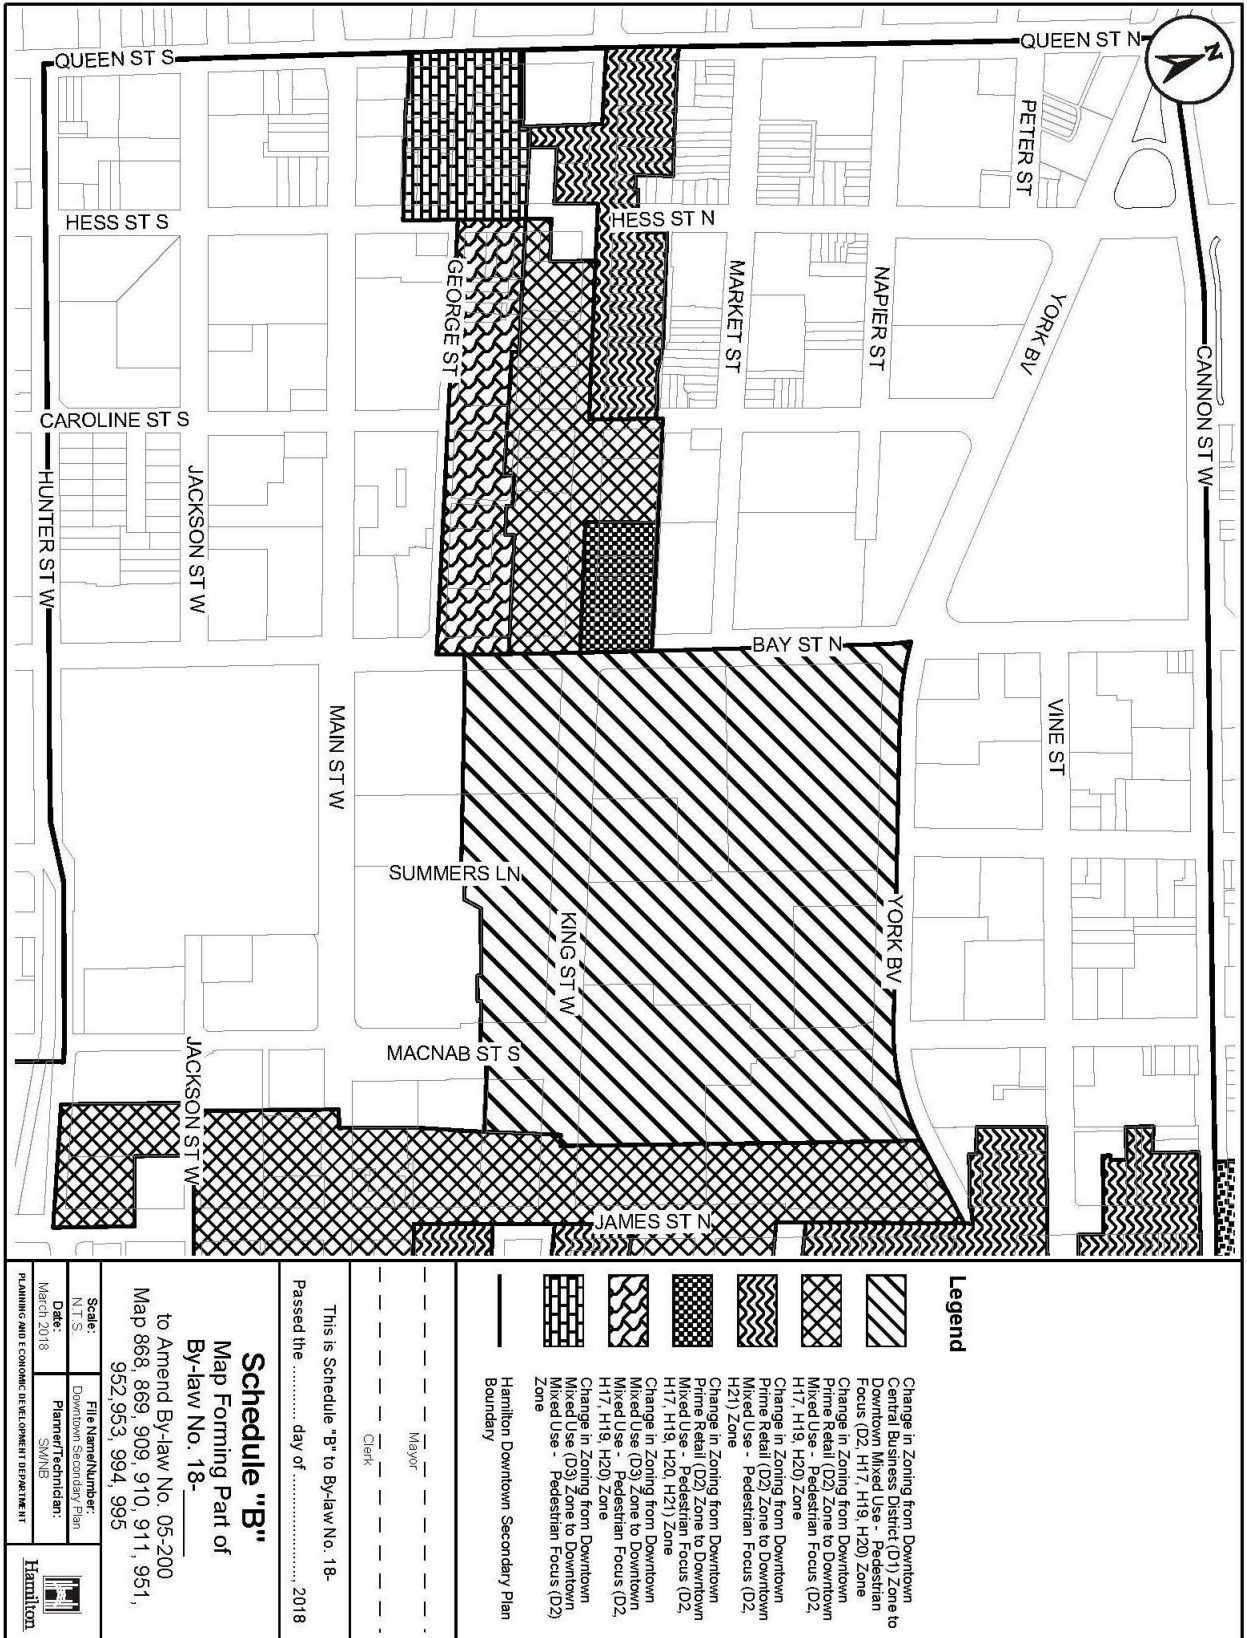 QUEEN ST S
QUEEN ST N
N
PETER ST
HESS ST S
HESS ST N
GEORGE ST
MARKET ST
NAPIER ST
YORK BV
CANNON ST W
CAROLINE ST S
HUNTER ST W
JACKSON ST W
BAY ST N
MAIN ST W
VINE ST
SUMMERS LN
KING ST W
YORK BV
MACNAB ST S
JACKSON ST W
JAMES ST N
Legend
Change in Zoning from Downtown
Central Business District (D1) Zone to
Downtown Mixed Use - Pedestrian
Focus (D2, H17, H19, H20) Zone
Change in Zoning from Downtown
Prime Retail (D2) Zone to Downtown
Mixed Use - Pedestrian Focus (D2,
H17, H19, H20) Zone
Change in Zoning from Downtown
Prime Retail (D2) Zone to Downtown
Mixed Use - Pedestrian Focus (D2,
H21) Zone
Change in Zoning from Downtown
Prime Retail (D2) Zone to Downtown
Mixed Use - Pedestrian Focus (D2,
H17, H19, H20, H21) Zone
Change in Zoning from Downtown
Mixed Use (D3) Zone to Downtown
Mixed Use - Pedestrian Focus (D2,
H17, H19, H20) Zone
Change in Zoning from Downtown
Mixed Use (D3) Zone to Downtown
Mixed Use - Pedestrian Focus (D2)
Zone
Hamilton Downtown Secondary Plan
Boundary
Mayor
Clerk
This is Schedule "B" to By-law No. 18-
Passed the ............ day of ...................., 2018
Schedule "B"
Map Forming Part of
By-law No. 18-____
to Amend By-law No. 05-200
Map 868, 869, 909, 910, 911, 951,
952,953, 994, 995
Scale:
N.T.S.
File Name/Number:
Downtown Secondary Plan
Date:
March 2018
Planner/Technician:
SM/NB
PLANNING AND ECONOMIC DEVELOPMENT DEPARTMENT
Hamilton